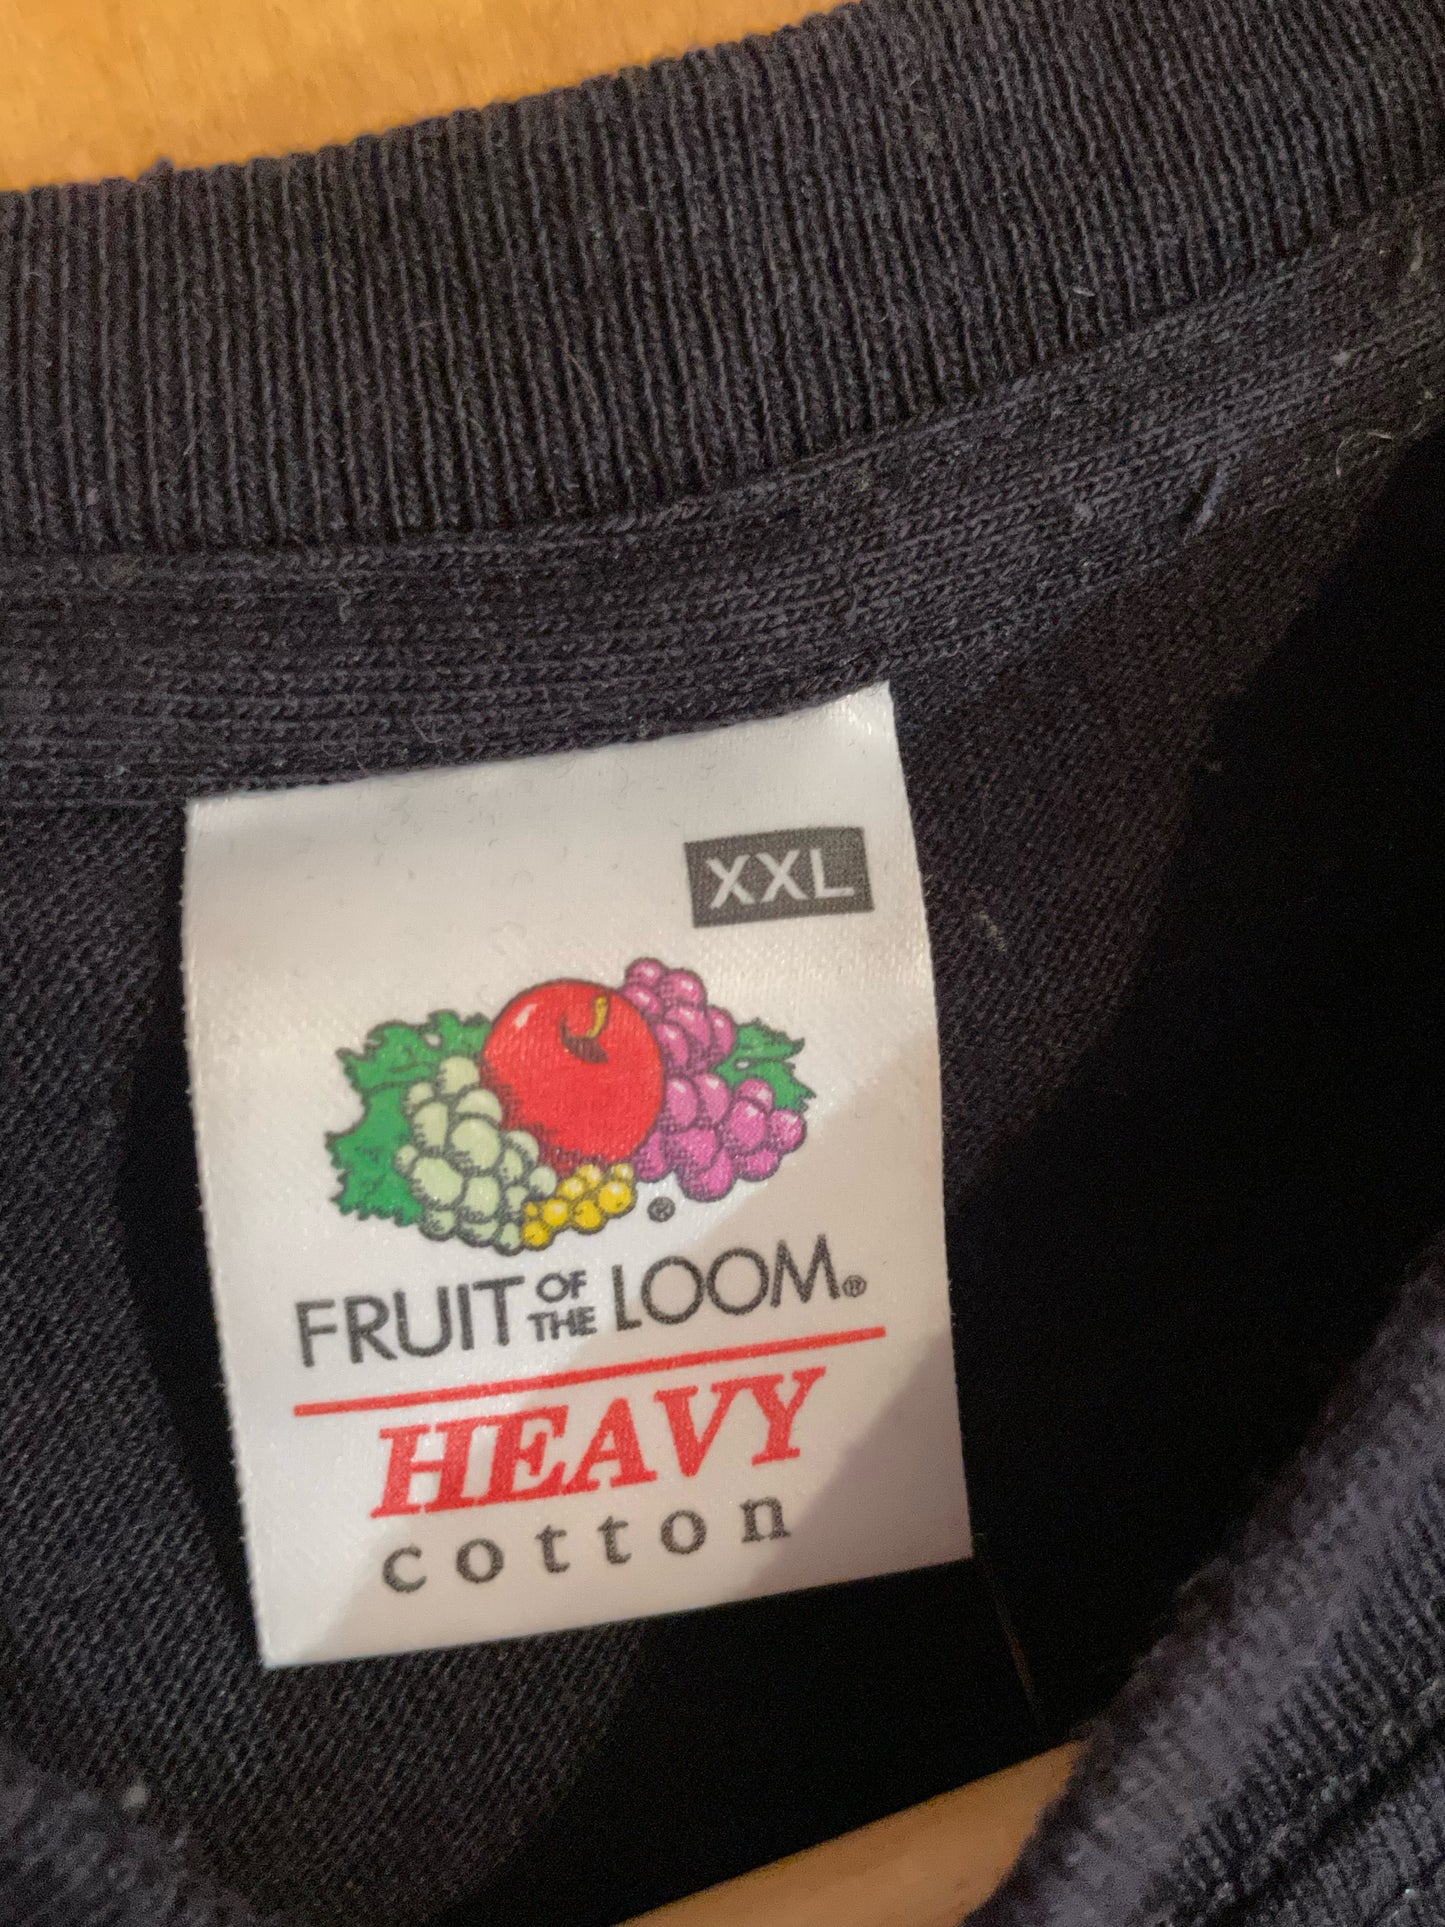 XXL
®
FRUIT OF THE LOOM®
HEAVY
cotton